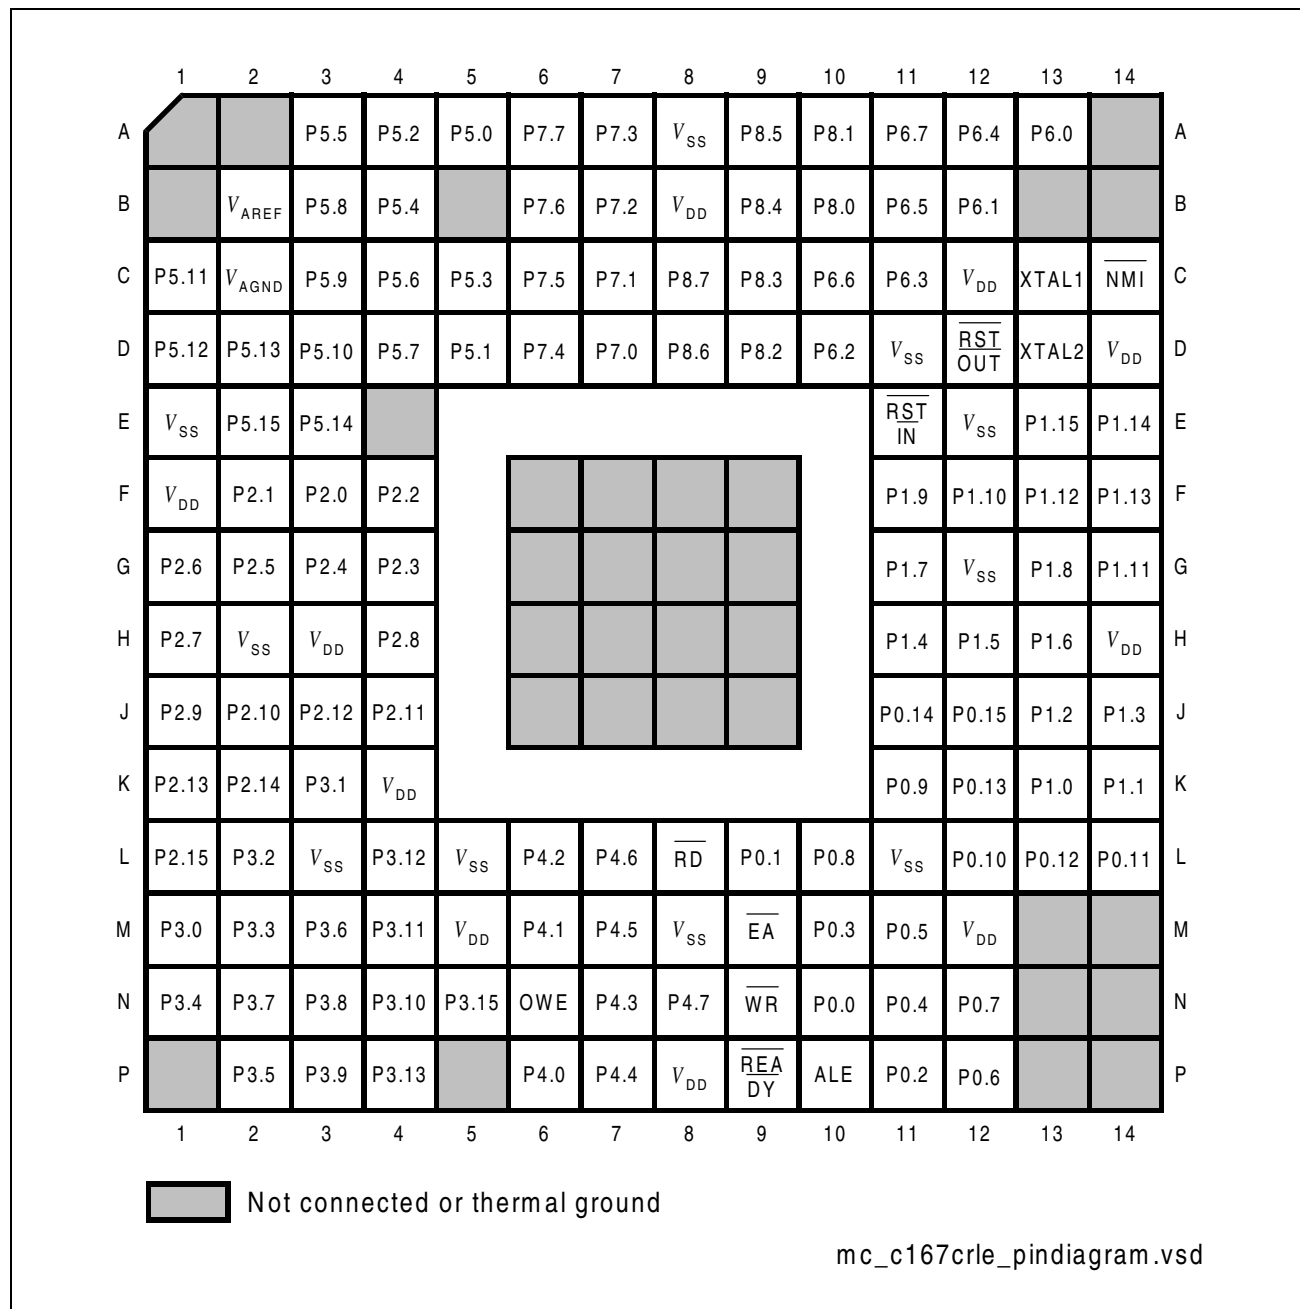 1 2 3 4 5 6 7 8 9 10 11 12 13 14
A P5.5 P5.2 P5.0 P7.7 P7.3 VSS P8.5 P8.1 P6.7 P6.4 P6.0 A
B VAREF P5.8 P5.4 P7.6 P7.2 VDD P8.4 P8.0 P6.5 P6.1 B
C P5.11 VAGND P5.9 P5.6 P5.3 P7.5 P7.1 P8.7 P8.3 P6.6 P6.3 VDD XTAL1 NMI C
D P5.12 P5.13 P5.10 P5.7 P5.1 P7.4 P7.0 P8.6 P8.2 P6.2 VSS RST OUT XTAL2 VDD D
E VSS P5.15 P5.14 RST IN VSS P1.15 P1.14 E
F VDD P2.1 P2.0 P2.2 P1.9 P1.10 P1.12 P1.13 F
G P2.6 P2.5 P2.4 P2.3 P1.7 VSS P1.8 P1.11 G
H P2.7 VSS VDD P2.8 P1.4 P1.5 P1.6 VDD H
J P2.9 P2.10 P2.12 P2.11 P0.14 P0.15 P1.2 P1.3 J
K P2.13 P2.14 P3.1 VDD P0.9 P0.13 P1.0 P1.1 K
L P2.15 P3.2 VSS P3.12 VSS P4.2 P4.6 RD P0.1 P0.8 VSS P0.10 P0.12 P0.11 L
M P3.0 P3.3 P3.6 P3.11 VDD P4.1 P4.5 VSS EA P0.3 P0.5 VDD M
N P3.4 P3.7 P3.8 P3.10 P3.15 OWE P4.3 P4.7 WR P0.0 P0.4 P0.7 N
P P3.5 P3.9 P3.13 P4.0 P4.4 VDD REA DY ALE P0.2 P0.6 P
1 2 3 4 5 6 7 8 9 10 11 12 13 14
Not connected or thermal ground
mc_c167crle_pindiagram.vsd